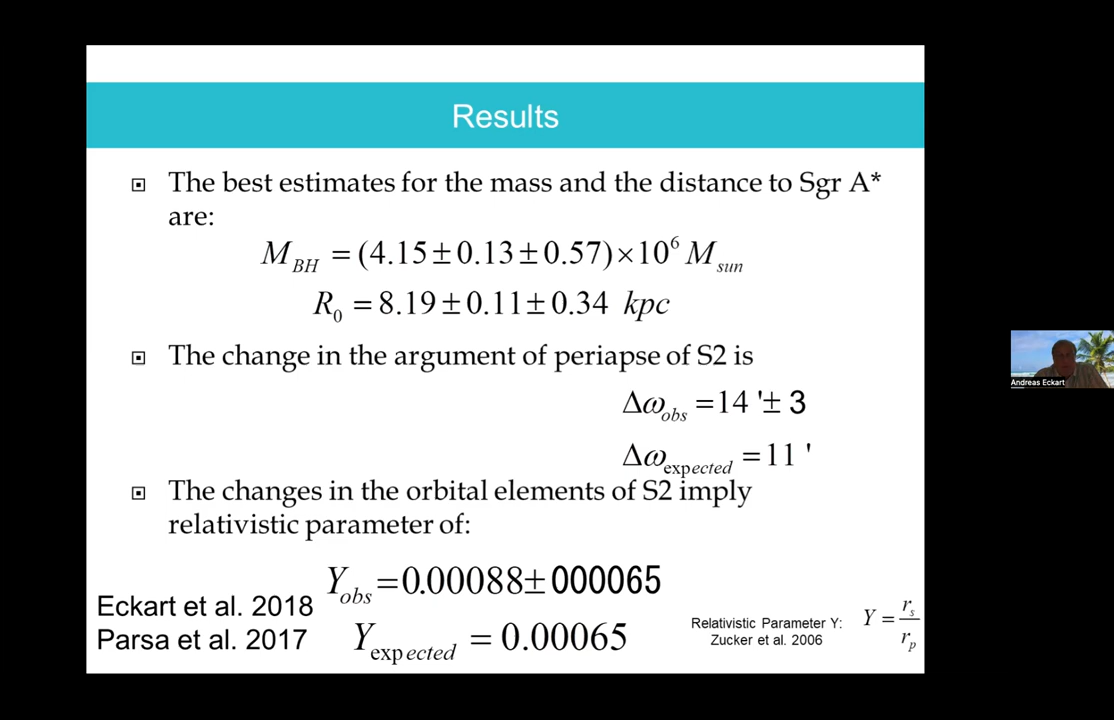 Results
The best estimates for the mass and the distance to Sgr A*
are:
M_BH = (4.15±0.13±0.57)×10^6 M_sun
R_0 = 8.19±0.11±0.34 kpc
The change in the argument of periapse of S2 is
Δω_obs = 14 '± 3
Δω_expected = 11 '
The changes in the orbital elements of S2 imply
relativistic parameter of:
Y_obs = 0.00088±000065
Y_expected = 0.00065
Eckart et al. 2018
Parsa et al. 2017
Relativistic Parameter Y:
Zucker et al. 2006
Y = r_s / r_p
Andreas Eckart